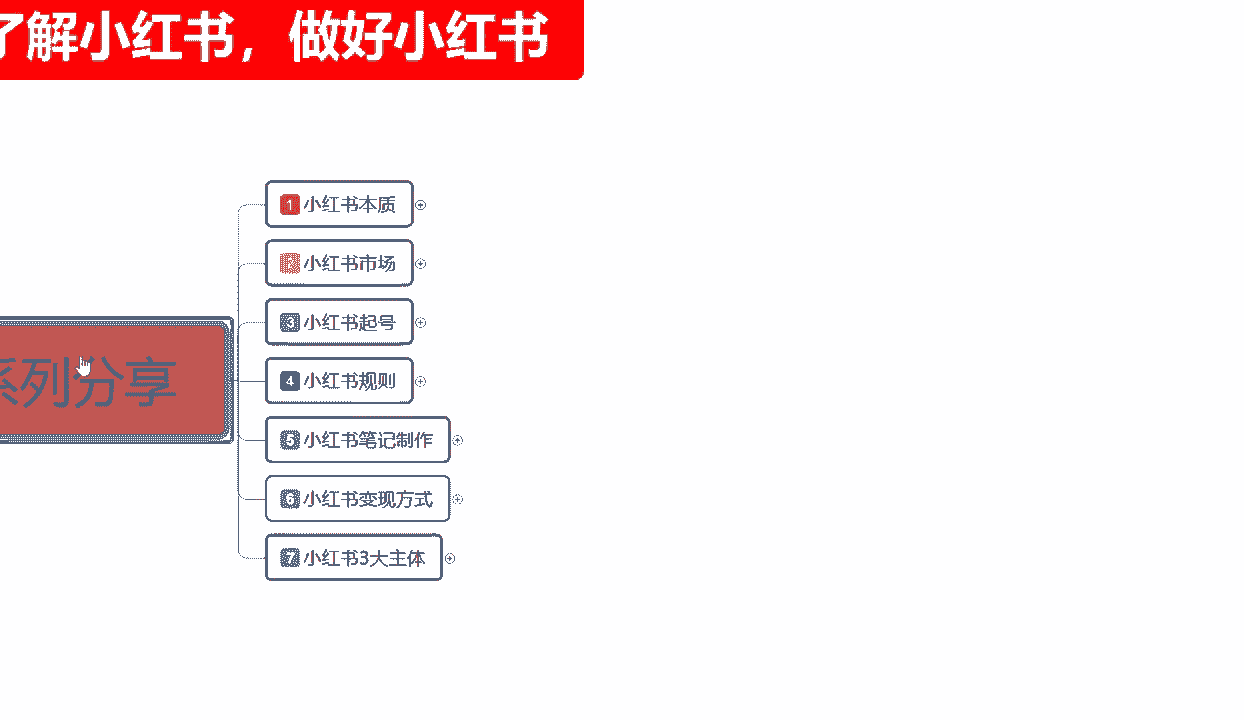 了解小红书，做好小红书
系列分享
1 小红书本质
2 小红书市场
3 小红书起号
4 小红书规则
5 小红书笔记制作
6 小红书变现方式
7 小红书3大主体